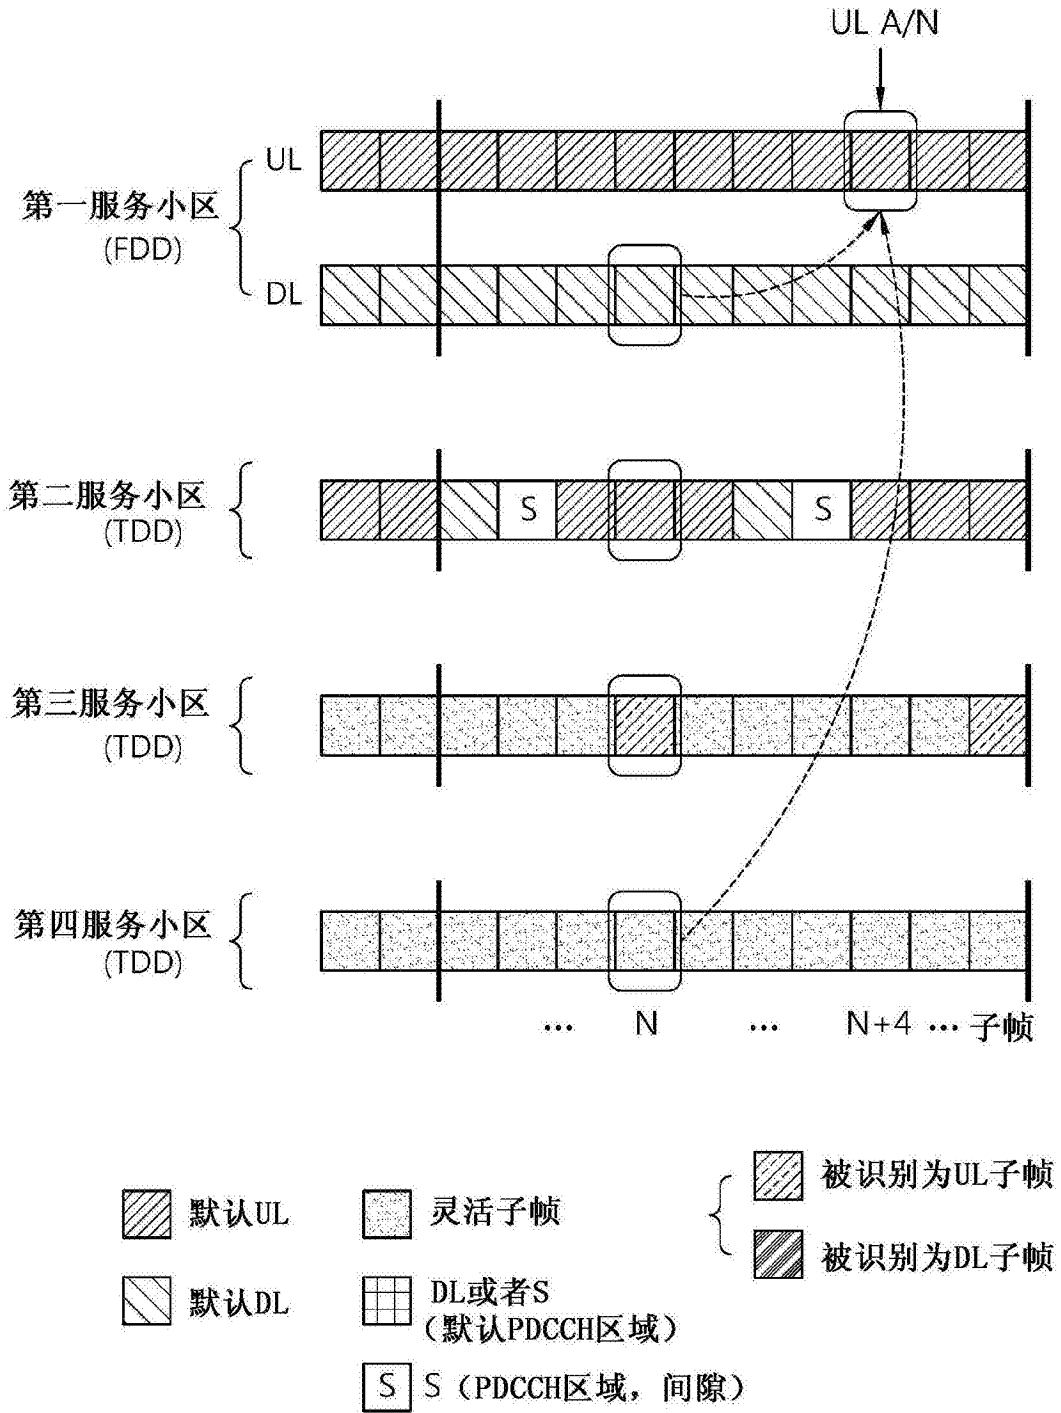 UL A/N
UL
第一服务小区
(FDD)
DL
第二服务小区
(TDD)
S
S
第三服务小区
(TDD)
第四服务小区
(TDD)
... N ... N+4 ... 子帧
默认UL
灵活子帧
被识别为UL子帧
被识别为DL子帧
默认DL
DL或者S
（默认PDCCH区域）
S S（PDCCH区域，间隙）